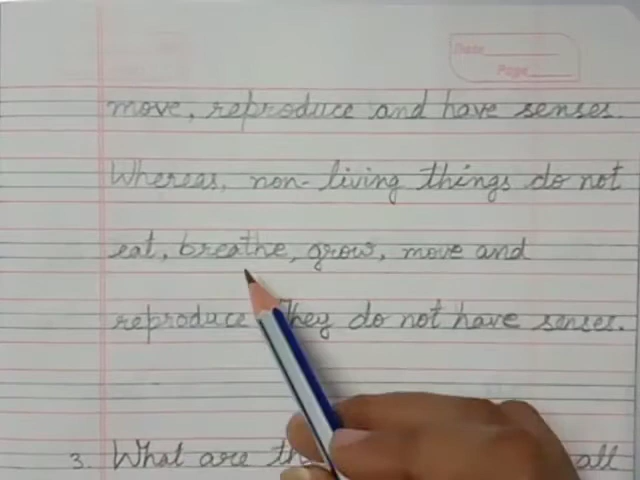 Date
Page
move, reproduce and have senses.
Whereas, non-living things do not
eat, breathe, grow, move and
reproduce They do not have senses.
3. What are th all